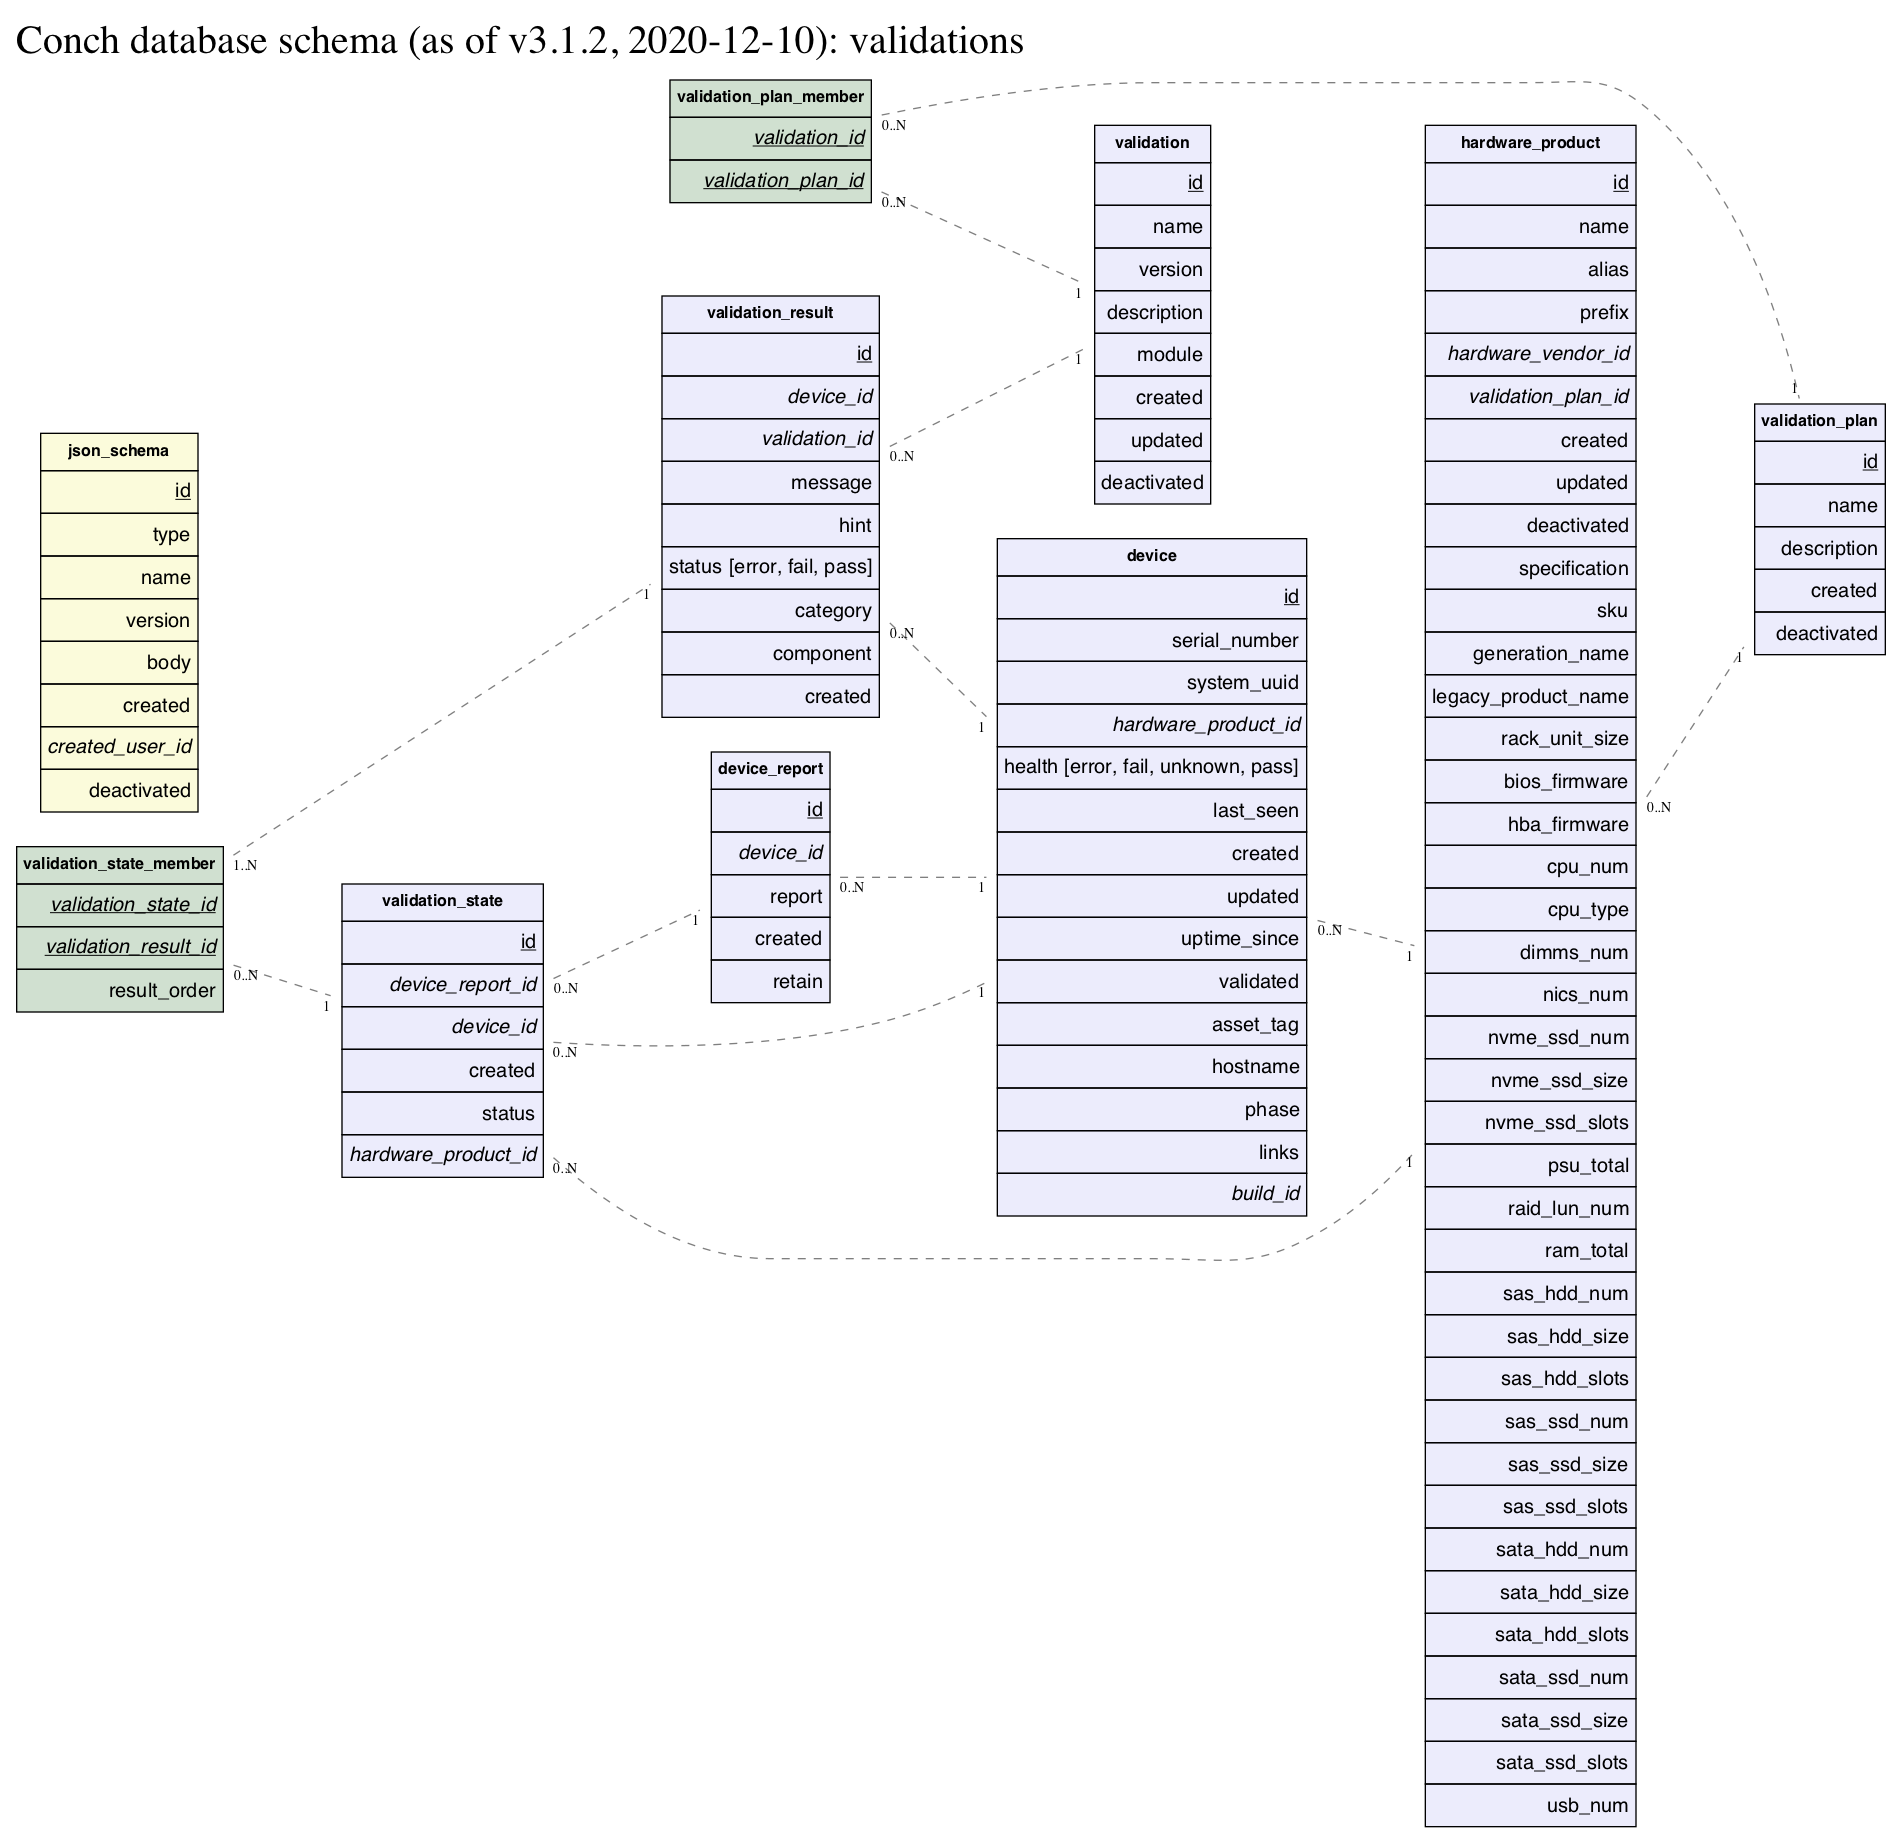 Conch database schema (as of v3.1.2, 2020-12-10): validations
validation_plan_member
validation_id
validation_plan_id
0..N
0..N
validation
id
name
version
description
module
created
updated
deactivated
1
1
hardware_product
id
name
alias
prefix
hardware_vendor_id
validation_plan_id
created
updated
deactivated
specification
sku
generation_name
legacy_product_name
rack_unit_size
bios_firmware
hba_firmware
cpu_num
cpu_type
dimms_num
nics_num
nvme_ssd_num
nvme_ssd_size
nvme_ssd_slots
psu_total
raid_lun_num
ram_total
sas_hdd_num
sas_hdd_size
sas_hdd_slots
sas_ssd_num
sas_ssd_size
sas_ssd_slots
sata_hdd_num
sata_hdd_size
sata_hdd_slots
sata_ssd_num
sata_ssd_size
sata_ssd_slots
usb_num
0..N
1
1
validation_plan
id
name
description
created
deactivated
1
1
validation_result
id
device_id
validation_id
message
hint
status [error, fail, pass]
category
component
created
0..N
0..N
1
json_schema
id
type
name
version
body
created
created_user_id
deactivated
device
id
serial_number
system_uuid
hardware_product_id
health [error, fail, unknown, pass]
last_seen
created
updated
uptime_since
validated
asset_tag
hostname
phase
links
build_id
1
1
1
0..N
device_report
id
device_id
report
created
retain
0..N
1
validation_state_member
validation_state_id
validation_result_id
result_order
1..N
0..N
validation_state
id
device_report_id
device_id
created
status
hardware_product_id
1
0..N
0..N
0..N